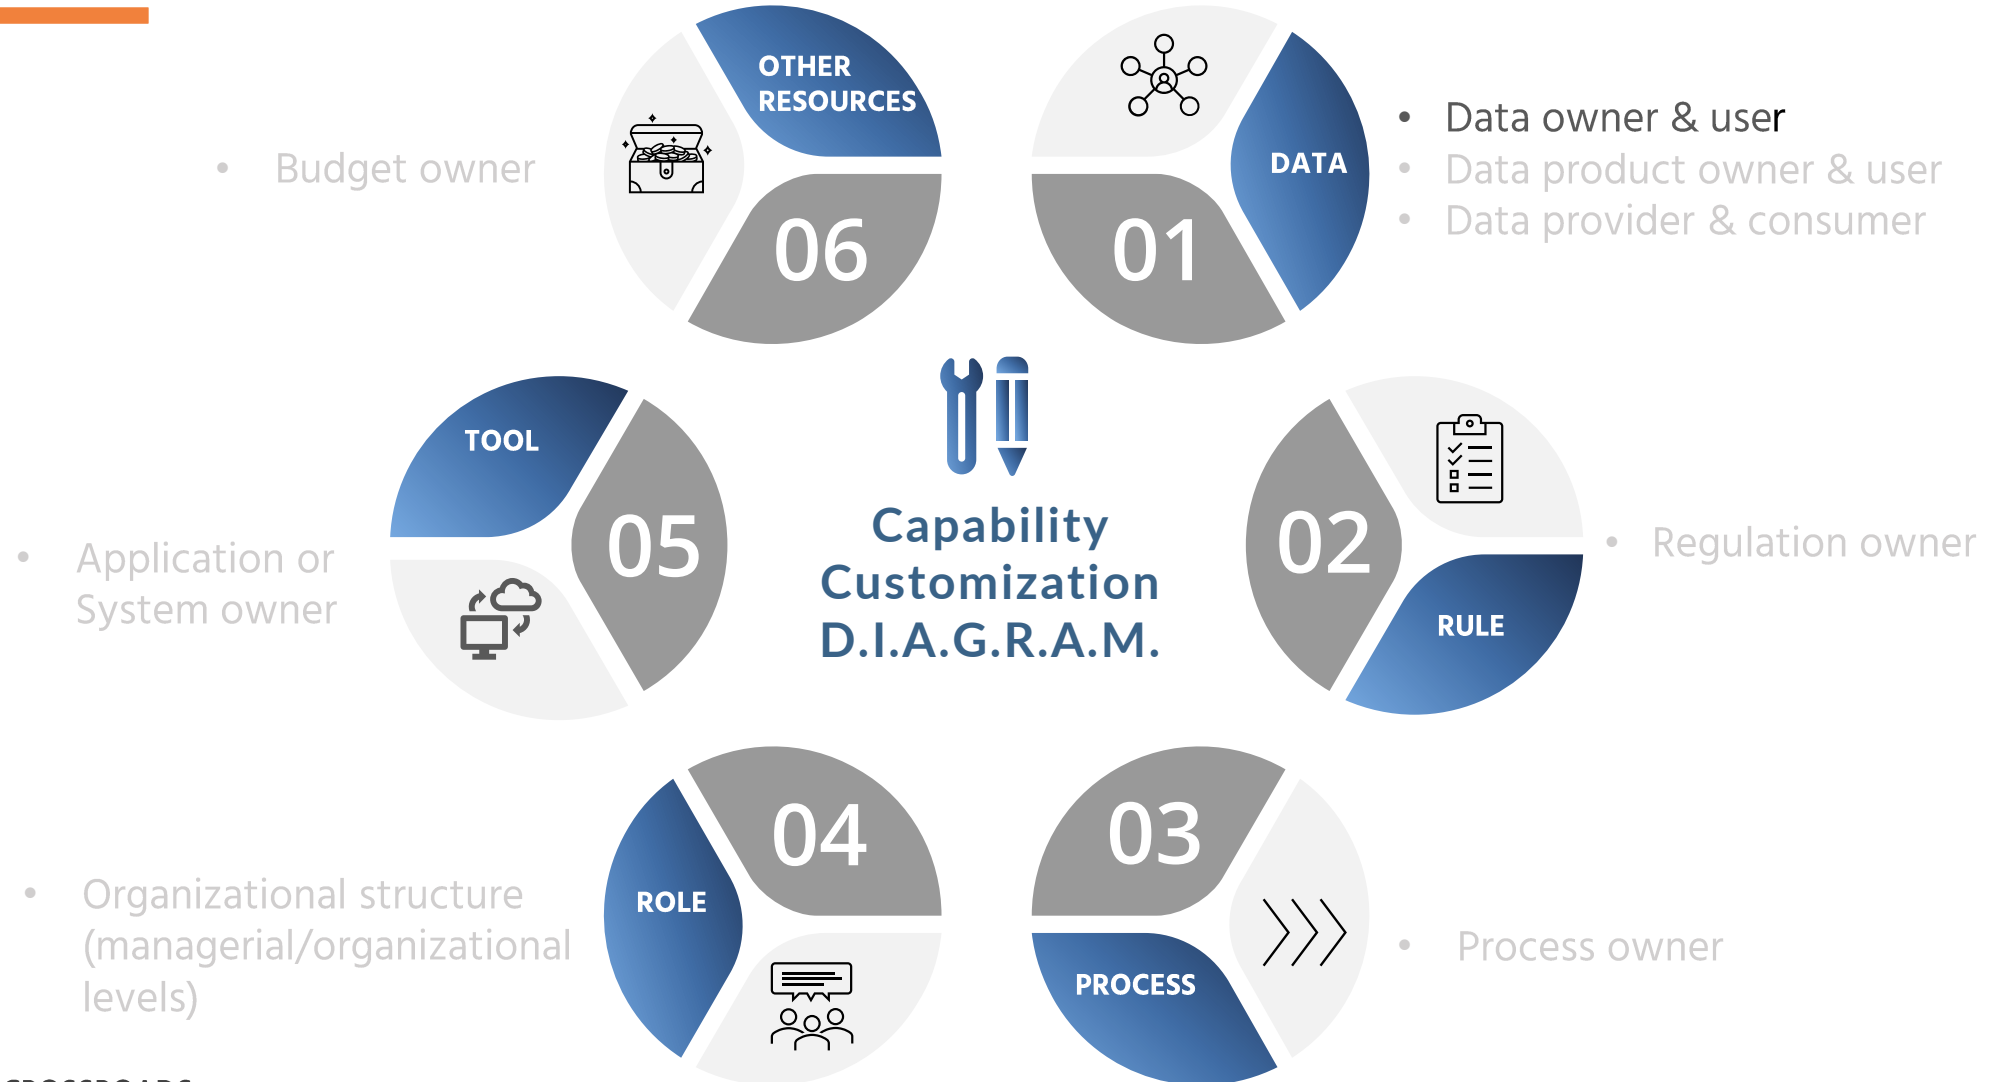 OTHER
RESOURCES
06
• Budget owner
DATA
01
• Data owner & user
• Data product owner & user
• Data provider & consumer
TOOL
05
• Application or
System owner
Capability
Customization
D.I.A.G.R.A.M.
02
RULE
• Regulation owner
04
ROLE
• Organizational structure
(managerial/organizational
levels)
03
PROCESS
• Process owner